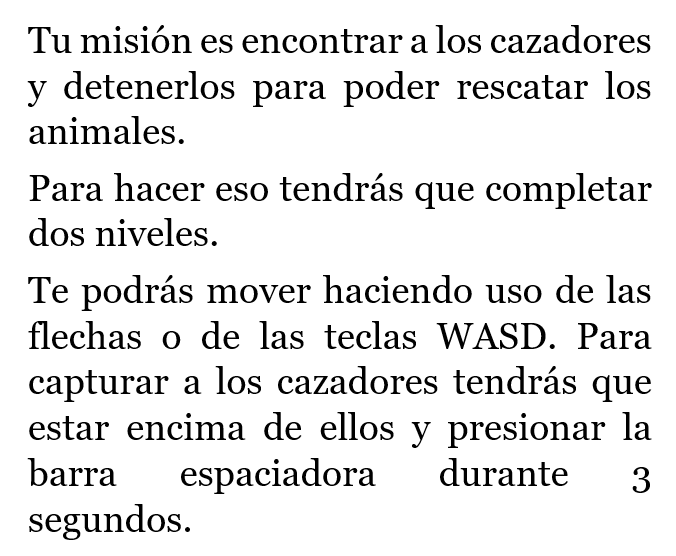 Tu misión es encontrar a los cazadores
y detenerlos para poder rescatar los
animales.
Para hacer eso tendrás que completar
dos niveles.
Te podrás mover haciendo uso de las
flechas o de las teclas WASD. Para
capturar a los cazadores tendrás que
estar encima de ellos y presionar la
barra espaciadora durante 3
segundos.